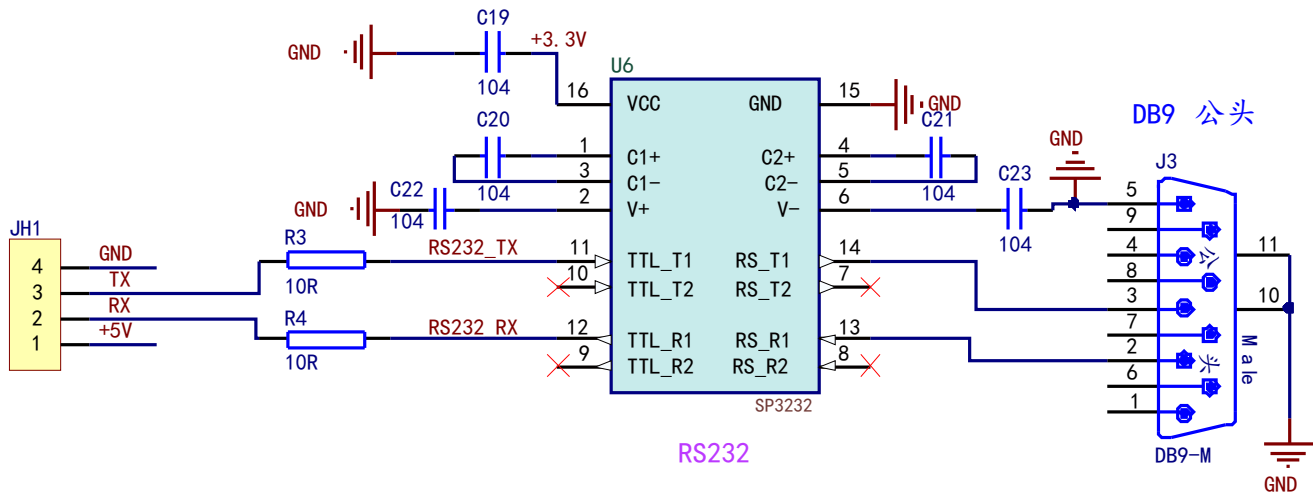 C19
GND
+3.3V
104
U6
16
VCC
GND
15
GND
DB9 公头
C20
C21
GND
1
C1+
C2+
4
J3
3
C1-
C2-
5
104
104
C22
C23
GND
104
2
V+
V-
6
104
5
9
JH1
4
GND
R3
RS232_TX
11
TTL_T1
RS_T1
14
4
公
11
3
TX
10R
10
TTL_T2
RS_T2
7
8
3
10
2
RX
R4
RS232_RX
12
TTL_R1
RS_R1
13
7
Male
1
+5V
10R
9
TTL_R2
RS_R2
8
2
头
6
1
SP3232
RS232
DB9-M
GND